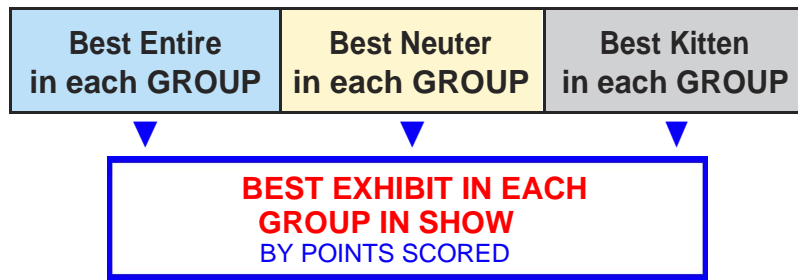 Best Entire
in each GROUP
Best Neuter
in each GROUP
Best Kitten
in each GROUP
BEST EXHIBIT IN EACH
GROUP IN SHOW
BY POINTS SCORED